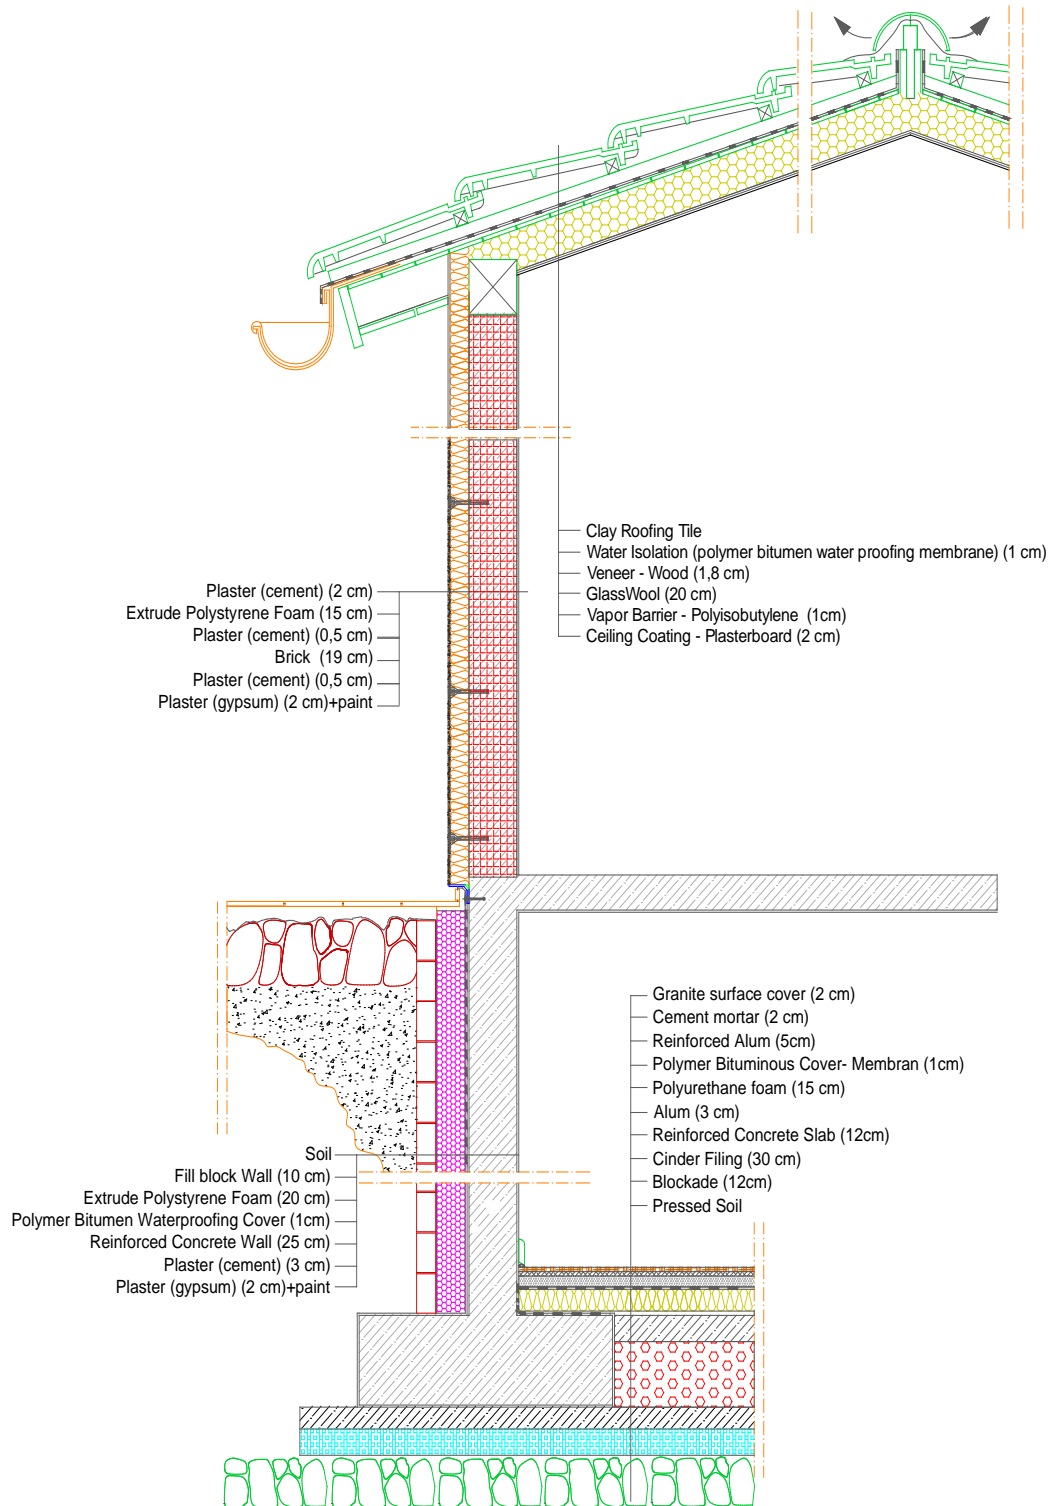 Clay Roofing Tile
Water Isolation (polymer bitumen water proofing membrane) (1 cm)
Veneer - Wood (1,8 cm)
GlassWool (20 cm)
Vapor Barrier - Polyisobutylene (1cm)
Ceiling Coating - Plasterboard (2 cm)
Plaster (cement) (2 cm)
Extrude Polystyrene Foam (15 cm)
Plaster (cement) (0,5 cm)
Brick (19 cm)
Plaster (cement) (0,5 cm)
Plaster (gypsum) (2 cm)+paint
Granite surface cover (2 cm)
Cement mortar (2 cm)
Reinforced Alum (5cm)
Polymer Bituminous Cover- Membran (1cm)
Polyurethane foam (15 cm)
Alum (3 cm)
Reinforced Concrete Slab (12cm)
Cinder Filing (30 cm)
Blockade (12cm)
Pressed Soil
Soil
Fill block Wall (10 cm)
Extrude Polystyrene Foam (20 cm)
Polymer Bitumen Waterproofing Cover (1cm)
Reinforced Concrete Wall (25 cm)
Plaster (cement) (3 cm)
Plaster (gypsum) (2 cm)+paint